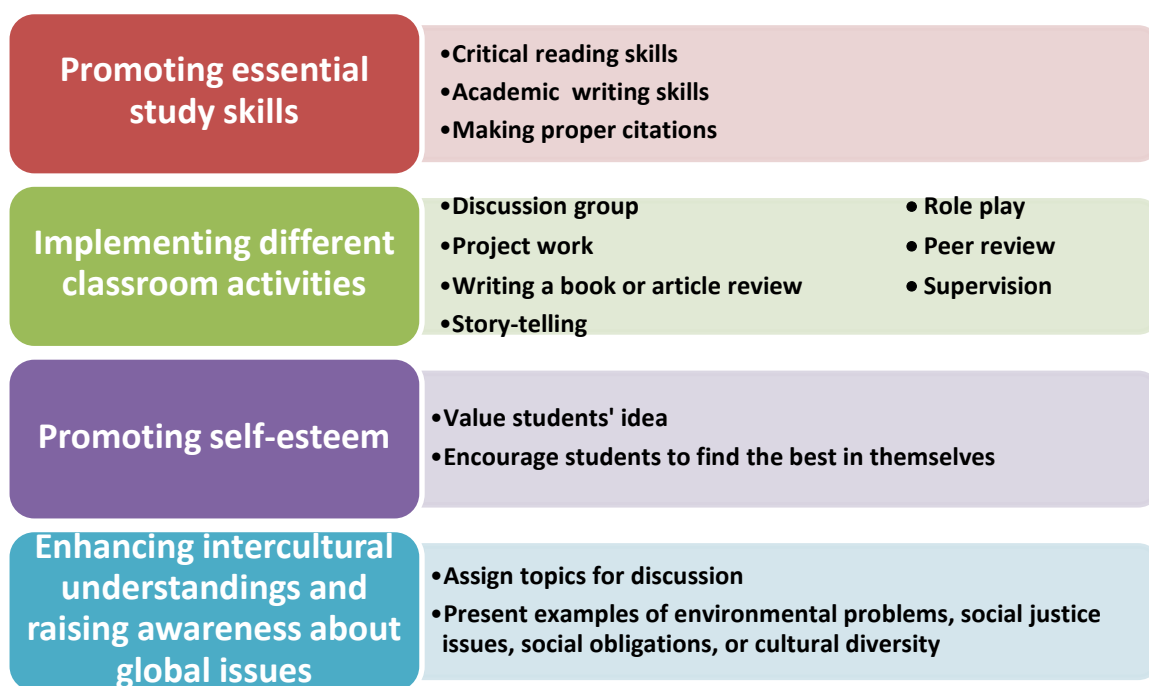 Promoting essential
study skills
•Critical reading skills
•Academic writing skills
•Making proper citations
Implementing different
classroom activities
•Discussion group
•Project work
•Writing a book or article review
•Story-telling
• Role play
• Peer review
• Supervision
Promoting self-esteem
•Value students' idea
•Encourage students to find the best in themselves
Enhancing intercultural
understandings and
raising awareness about
global issues
•Assign topics for discussion
•Present examples of environmental problems, social justice
issues, social obligations, or cultural diversity